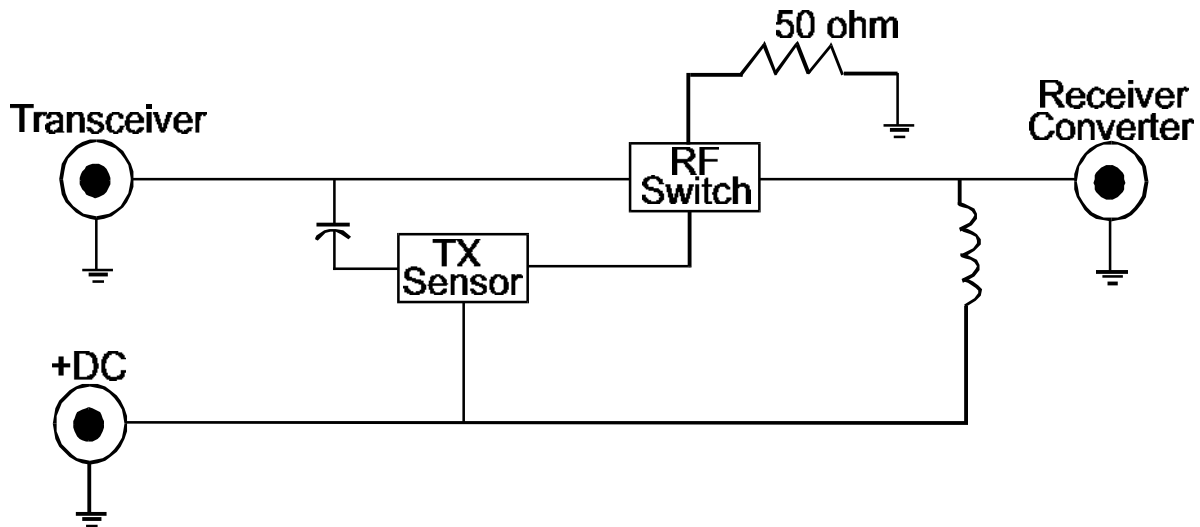 50 ohm
Transceiver
Receiver
Converter
RF
Switch
TX
Sensor
+DC